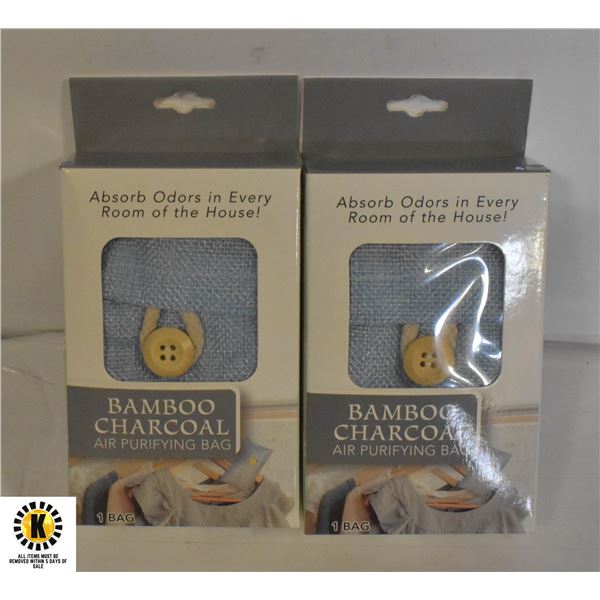 Absorb Odors in Every
Room of the House!
BAMBOO
CHARCOAL
AIR PURIFYING BAG
1 BAG
Absorb Odors in Every
Room of the House!
BAMBOO
CHARCOAL
AIR PURIFYING BAG
1 BAG
K
ALL ITEMS MUST BE
REMOVED WITHIN 5 DAYS OF
SALE